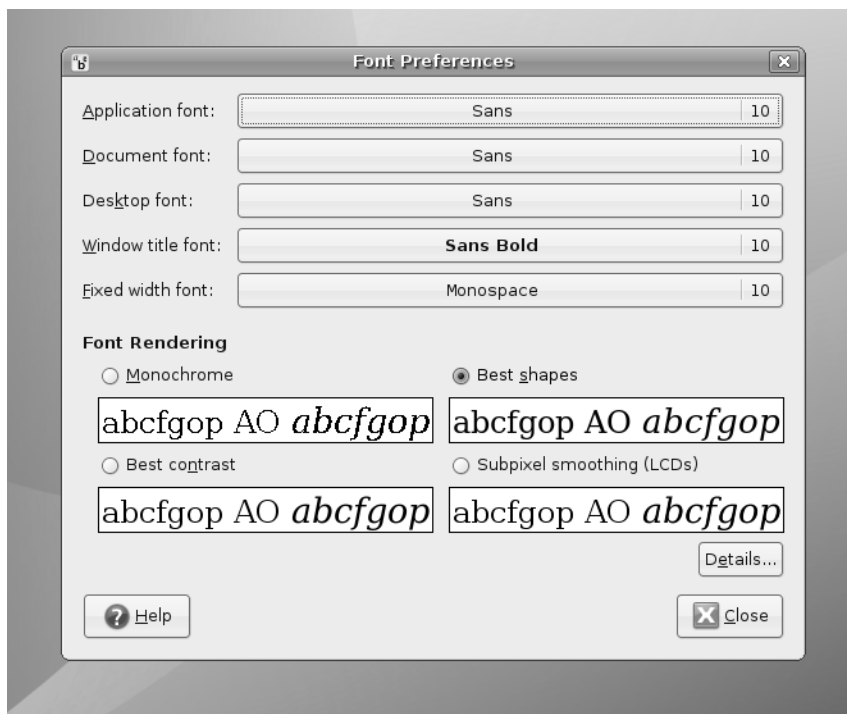 Font Preferences
Application font: Sans 10
Document font: Sans 10
Desktop font: Sans 10
Window title font: Sans Bold 10
Fixed width font: Monospace 10
Font Rendering
Monochrome Best shapes
abcfgop AO abcfgop abcfgop AO abcfgop
Best contrast Subpixel smoothing (LCDs)
abcfgop AO abcfgop abcfgop AO abcfgop
Details...
Help Close